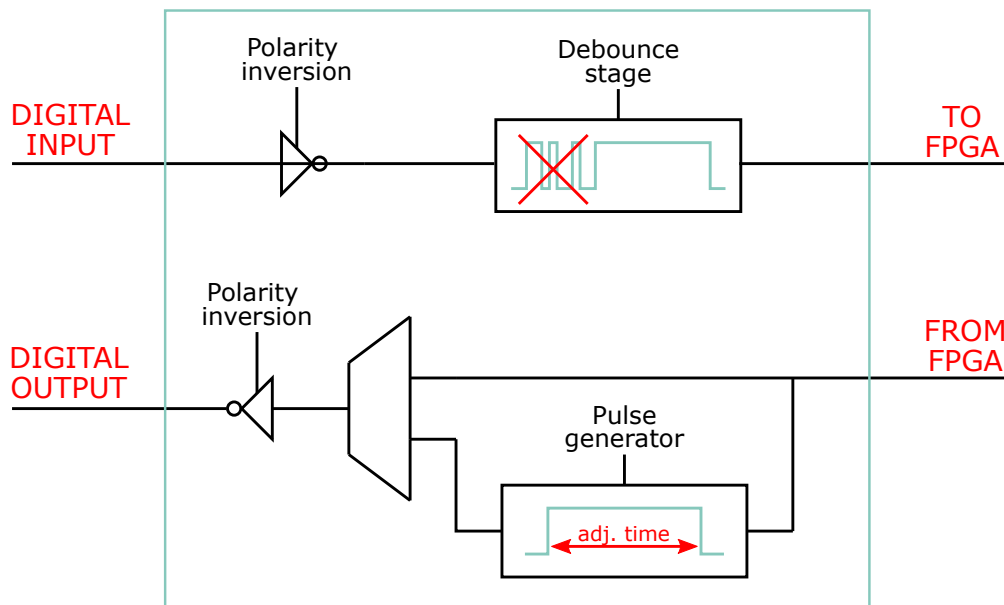 Polarity
inversion
Debounce
stage
DIGITAL
INPUT
TO
FPGA
Polarity
inversion
DIGITAL
OUTPUT
FROM
FPGA
Pulse
generator
adj. time